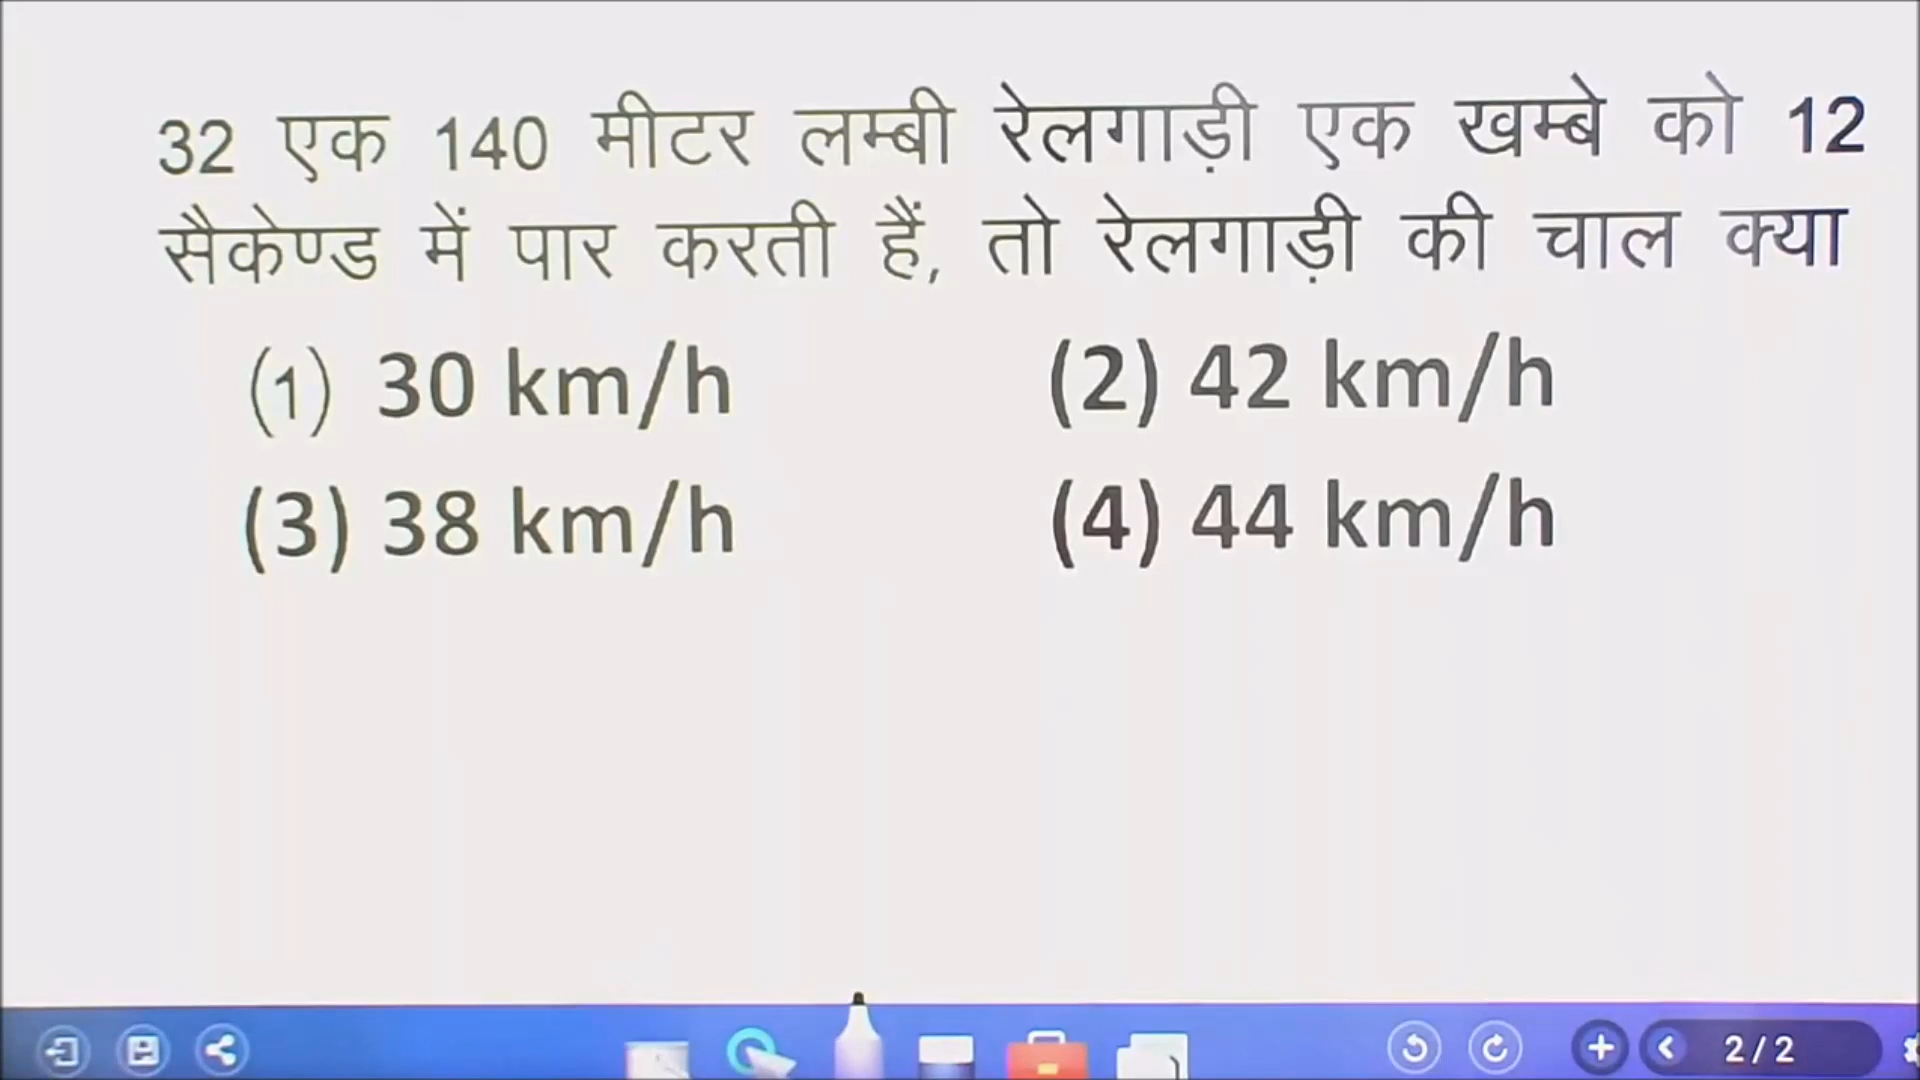 32 एक 140 मीटर लम्बी रेलगाड़ी एक खम्बे को 12
सैकेण्ड में पार करती हैं, तो रेलगाड़ी की चाल क्या
(1) 30 km/h (2) 42 km/h
(3) 38 km/h (4) 44 km/h
2/2